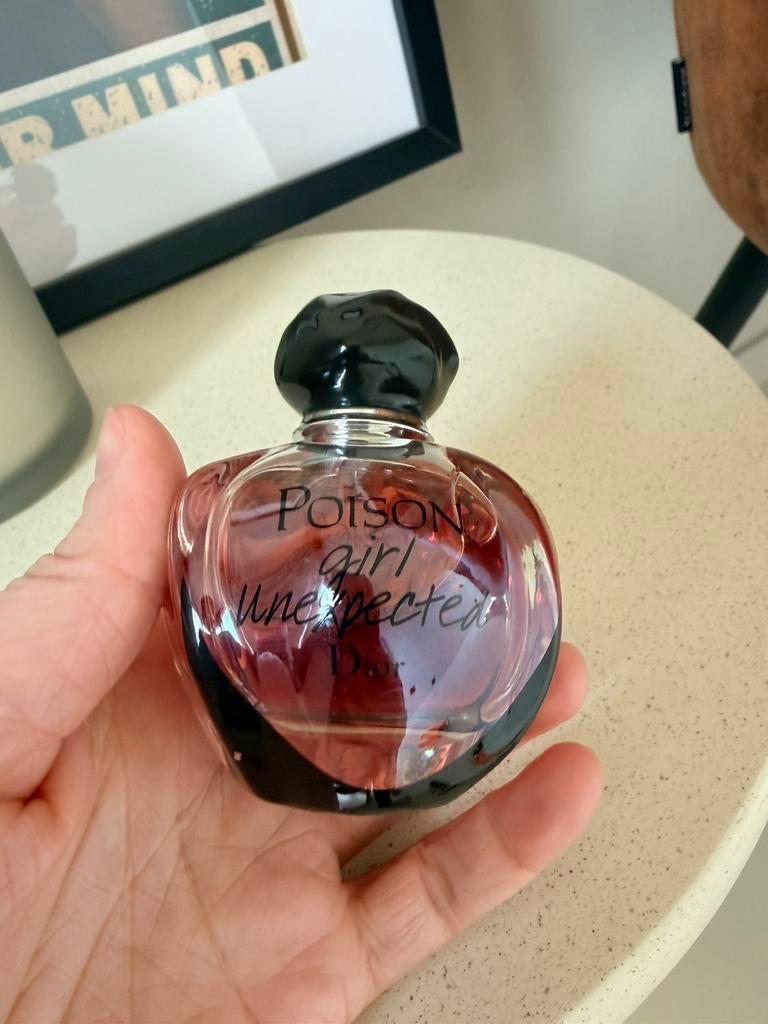 R MIND
POISON
girl
unexpected
Dior